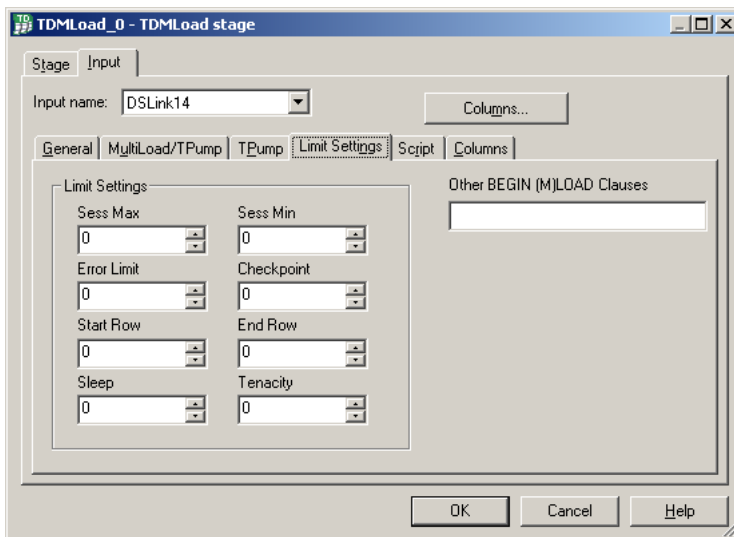 TDMLoad_0 - TDMLoad stage
Stage Input
Input name: DSLink14 Columns...
General MultiLoad/TPump TPump Limit Settings Script Columns
Limit Settings Other BEGIN (M)LOAD Clauses
Sess Max Sess Min
0 0
Error Limit Checkpoint
0 0
Start Row End Row
0 0
Sleep Tenacity
0 0
OK Cancel Help